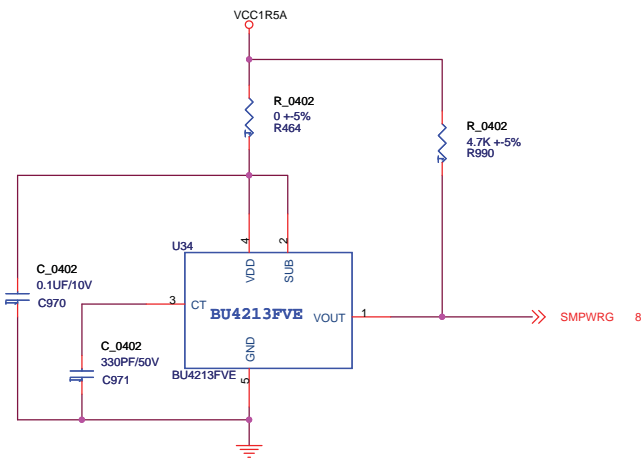 VCC1R5A
R_0402
0 +-5%
R464
R_0402
4.7K +-5%
R990
U34
4
2
VDD
SUB
C_0402
0.1UF/10V
C970
3
CT
BU4213FVE
VOUT
1
SMPWRG 8
C_0402
330PF/50V
C971
GND
BU4213FVE
5